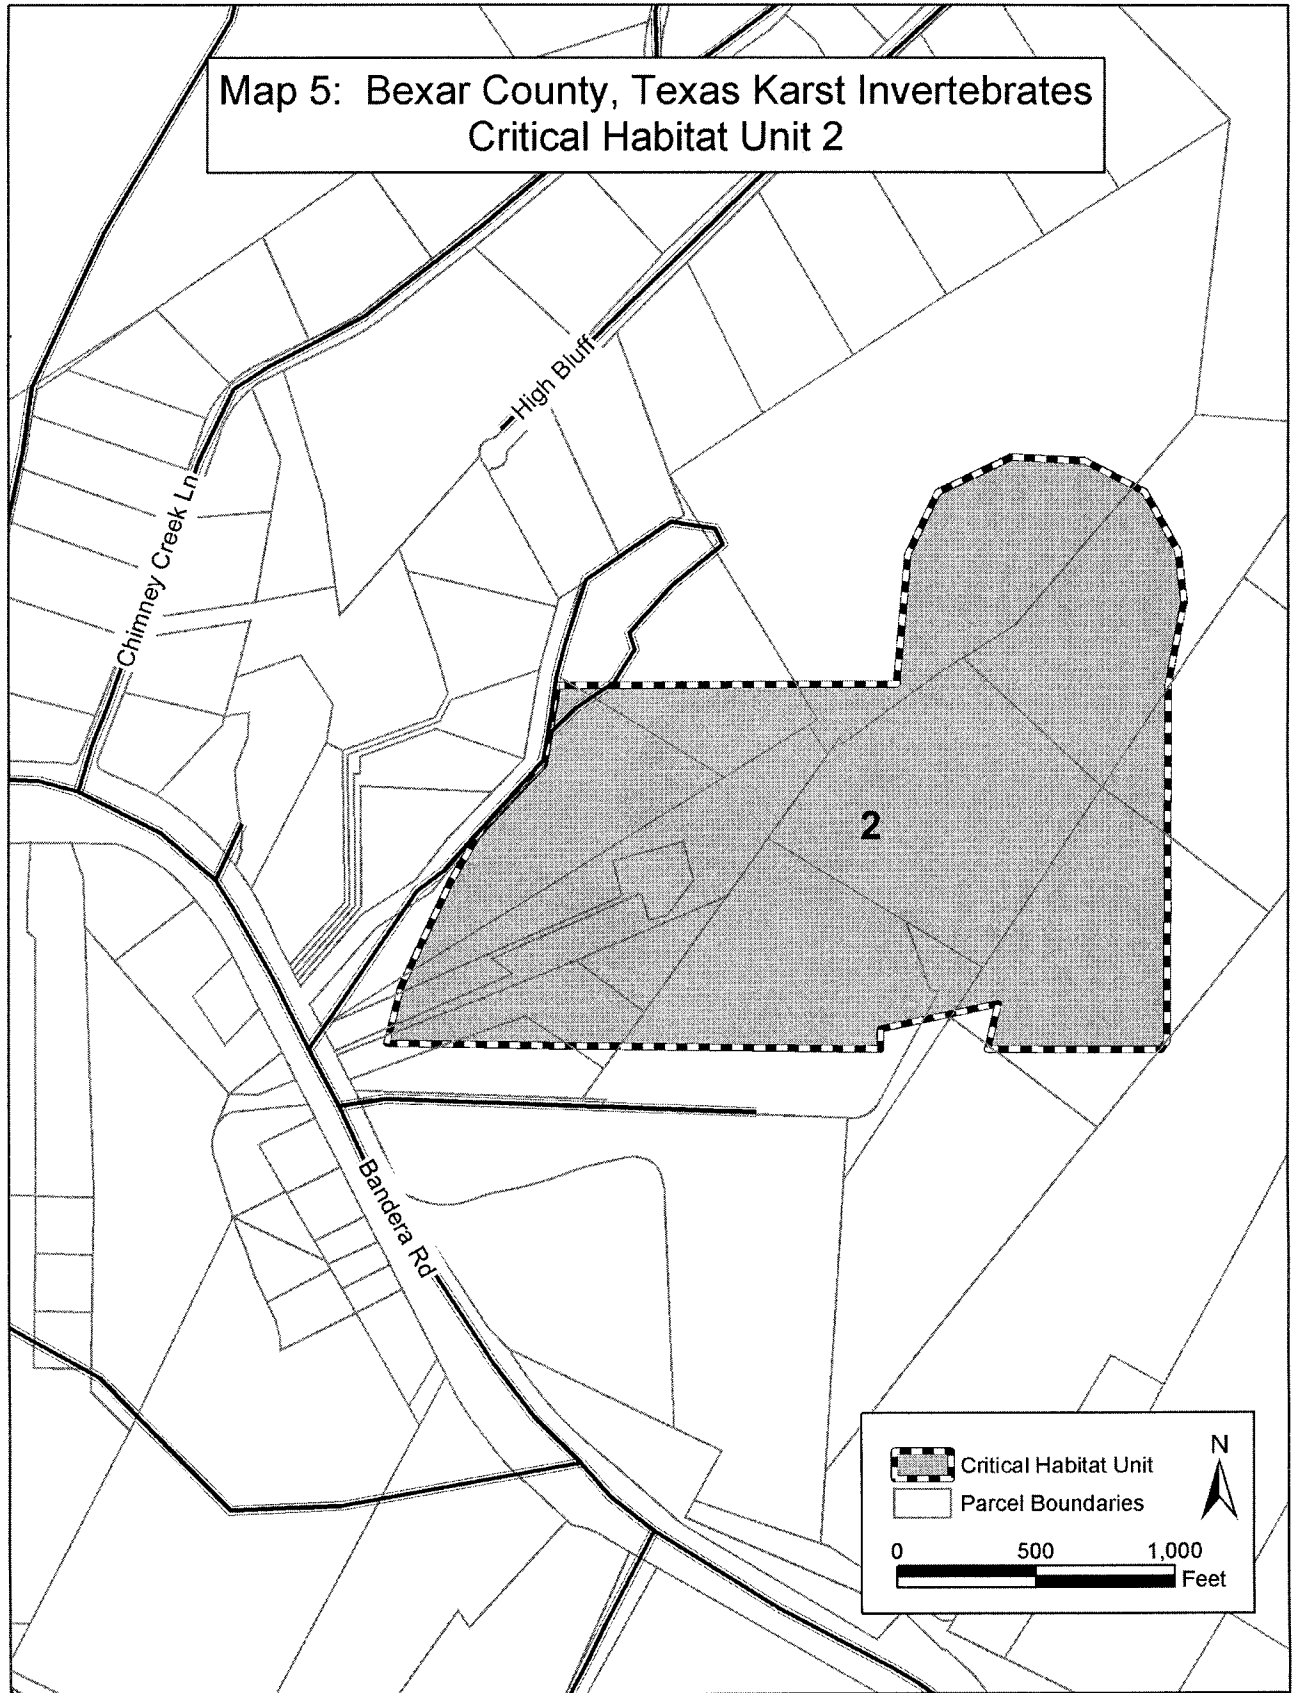 Map 5: Bexar County, Texas Karst Invertebrates
Critical Habitat Unit 2
High Bluff
Chimney Creek Ln
2
Bandera Rd
Critical Habitat Unit
Parcel Boundaries
N
0 500 1,000
Feet